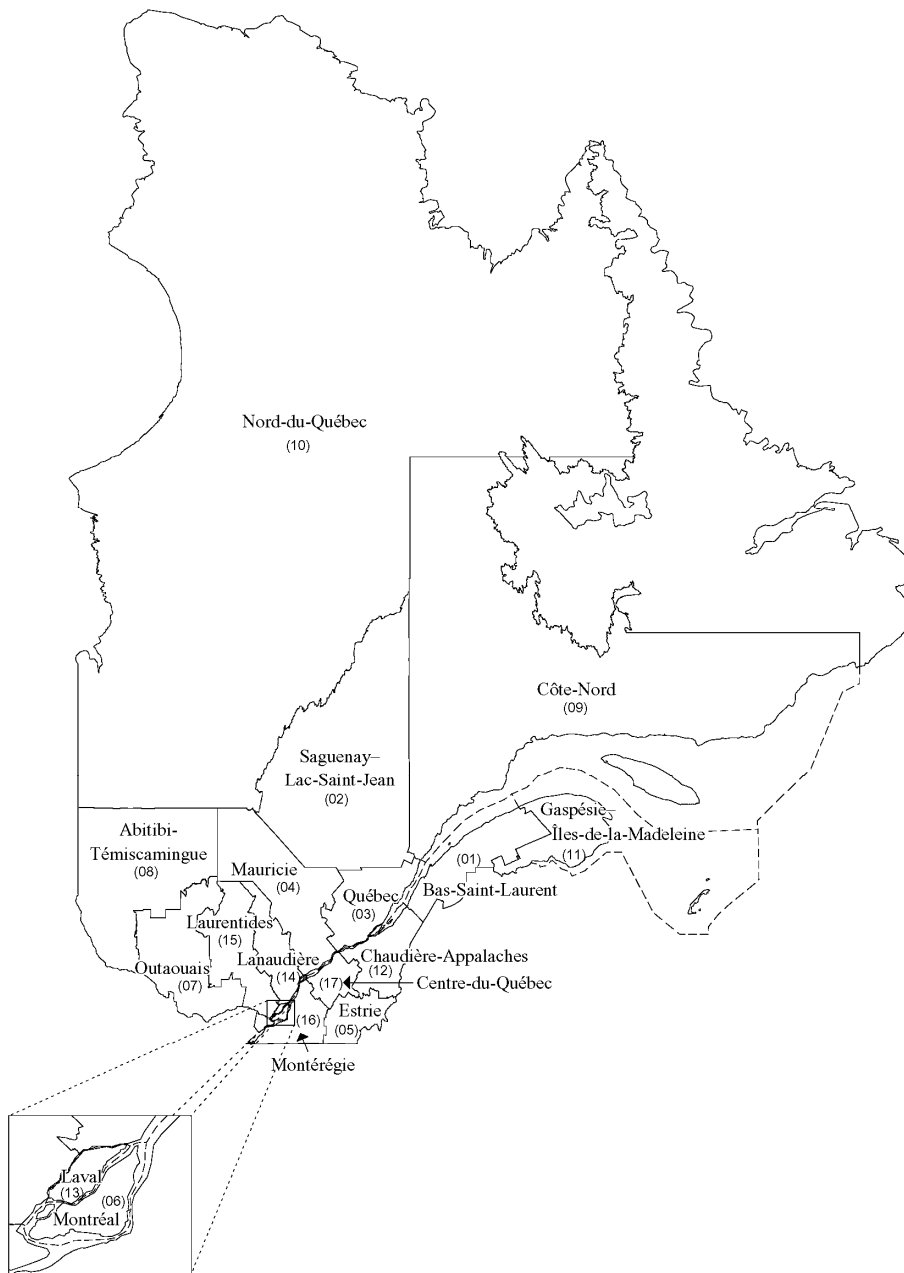 Nord-du-Québec
(10)
Côte-Nord
(09)
Saguenay–
Lac-Saint-Jean
(02)
Gaspésie–
Îles-de-la-Madeleine
(11)
Abitibi-
Témiscamingue
(08)
Mauricie
(04)
(01)
Bas-Saint-Laurent
Québec
(03)
Laurentides
(15)
Lanaudière
(14)
Chaudière-Appalaches
(12)
Outaouais
(07)
(17)
Centre-du-Québec
Estrie
(05)
(16)
Montérégie
Laval
(13)
(06)
Montréal